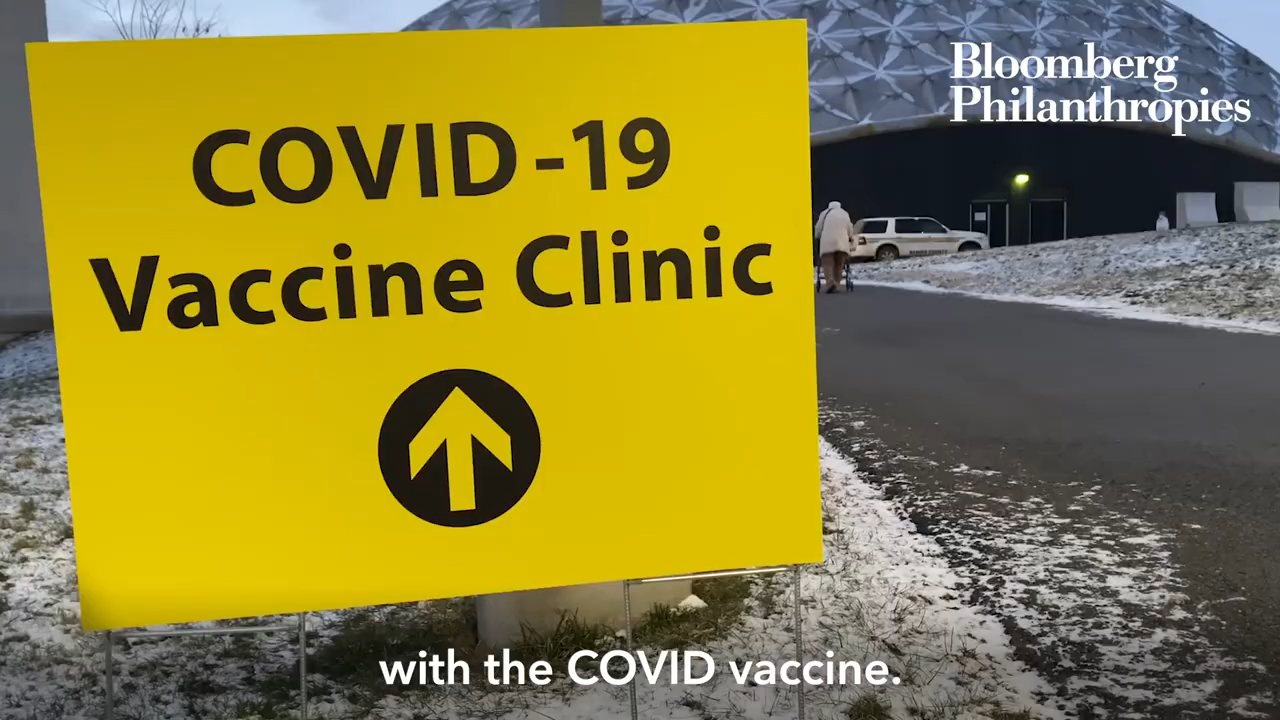 Bloomberg
Philanthropies
COVID-19
Vaccine Clinic
with the COVID vaccine.